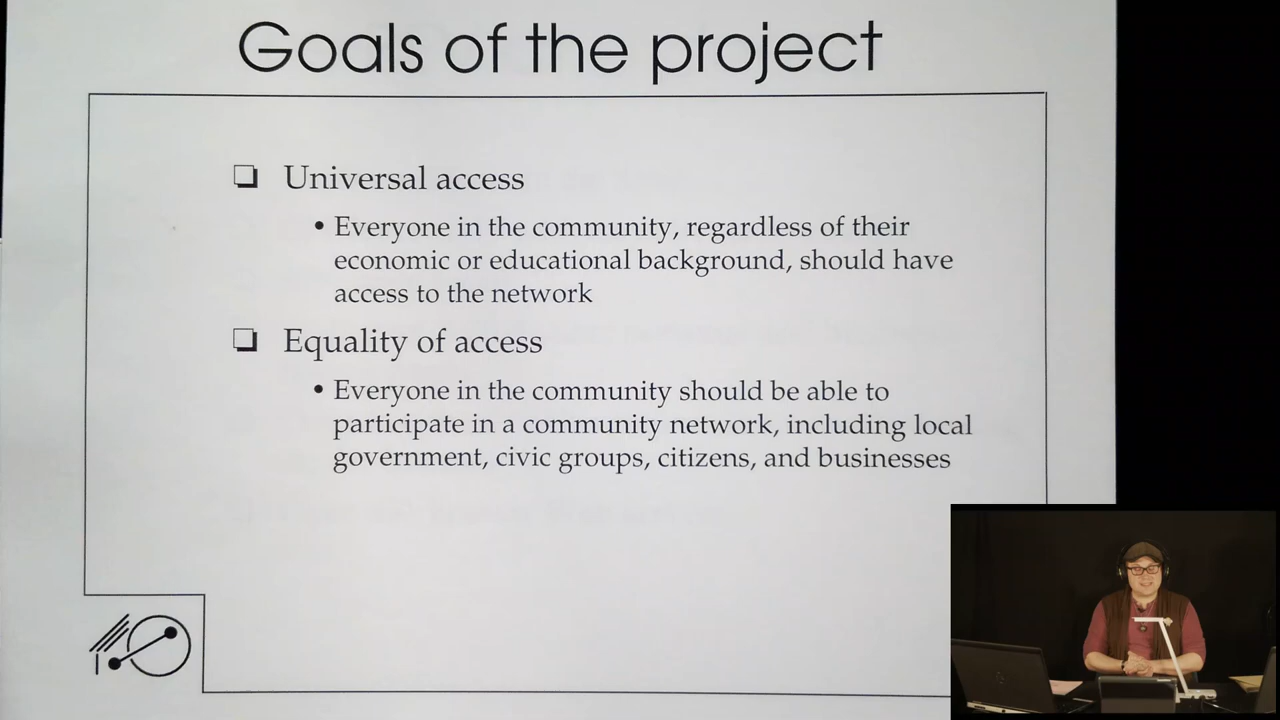 Goals of the project
❏ Universal access
• Everyone in the community, regardless of their
economic or educational background, should have
access to the network
❏ Equality of access
• Everyone in the community should be able to
participate in a community network, including local
government, civic groups, citizens, and businesses